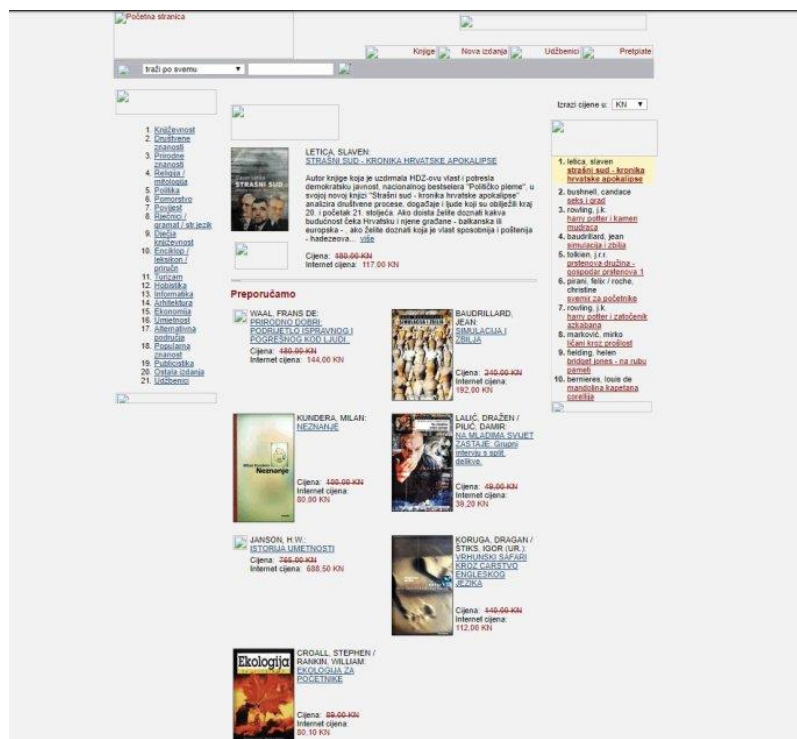 Početna stranica
Knjige
Nova izdanja
Udžbenici
Pretplate
traži po svemu
1. Književnost
2. Društvene
znanosti
3. Prirodne
znanosti
4. Religija /
mitologija
5. Politika
6. Pomorstvo
7. Povijest
8. Rječnici /
gramat / str.jezik
9. Dječja
književnost
10. Enciklop /
leksikon /
priručn
11. Turizam
12. Hobistika
13. Informatika
14. Arhitektura
15. Ekonomija
16. Umjetnost
17. Alternativna
područja
18. Popularna
znanost
19. Publicistika
20. Ostala izdanja
21. Udžbenici
LETICA, SLAVEN:
STRAŠNI SUD - KRONIKA HRVATSKE APOKALIPSE
Autor knjige koja je uzdrmala HDZ-ovu vlast i potresla
demokratsku javnost, nacionalnog bestselera "Političko pleme", u
svojoj novoj knjizi "Strašni sud - kronika hrvatske apokalipse"
analizira društvene procese, događaje i ljude koji su obilježili kraj
20. i početak 21. stoljeća. Ako doista želite doznati kakva
budućnost čeka Hrvatsku i njene građane - balkanska ili
europska - , ako želite doznati koja je vlast sposobnija i poštenija
- hadezeova... više
Cijena: 180,00 KN
Internet cijena: 117,00 KN
STRAŠNI SUD
Preporučamo
WAAL, FRANS DE:
PRIRODNO DOBRI:
PODRIJETLO ISPRAVNOG I
POGREŠNOG KOD LJUDI.
Cijena: 180,00 KN
Internet cijena: 144,00 KN
SIMULACIJA I ZBILJA
BAUDRILLARD,
JEAN:
SIMULACIJA I
ZBILJA
Cijena: 240,00 KN
Internet cijena:
192,00 KN
Milan Kundera
Neznanje
KUNDERA, MILAN:
NEZNANJE
Cijena: 100,00 KN
Internet cijena:
80,00 KN
LALIĆ, DRAŽEN /
PILIĆ, DAMIR:
NA MLAĐIMA SVIJET
ZASTAJE: Grupni
intervju s split.
delikve.
Cijena: 49,00 KN
Internet cijena:
39,20 KN
JANSON, H.W.:
ISTORIJA UMETNOSTI
Cijena: 765,00 KN
Internet cijena: 688,50 KN
KORUGA, DRAGAN /
ŠTIKS, IGOR (UR.):
VRHUNSKI SAFARI
KROZ CARSTVO
ENGLESKOG
JEZIKA
Cijena: 140,00 KN
Internet cijena:
112,00 KN
Ekologija
CROALL, STEPHEN /
RANKIN, WILLIAM:
EKOLOGIJA ZA
POČETNIKE
Cijena: 89,00 KN
Internet cijena:
80,10 KN
Izrazi cijene u: KN
1. letica, slaven
strašni sud - kronika
hrvatske apokalipse
2. bushnell, candace
seks i grad
3. rowling, j.k.
harry potter i kamen
mudraca
4. baudrillard, jean
simulacija i zbilja
5. tolkien, j.r.r.
prstenova družina -
gospodar prstenova 1
6. pirani, felix / roche,
christine
svemir za početnike
7. rowling, j.k.
harry potter i zatočenik
azkabana
8. marković, mirko
ličani kroz prošlost
9. fielding, helen
bridget jones - na rubu
pameti
10. bernieres, louis de
mandolina kapetana
corellija